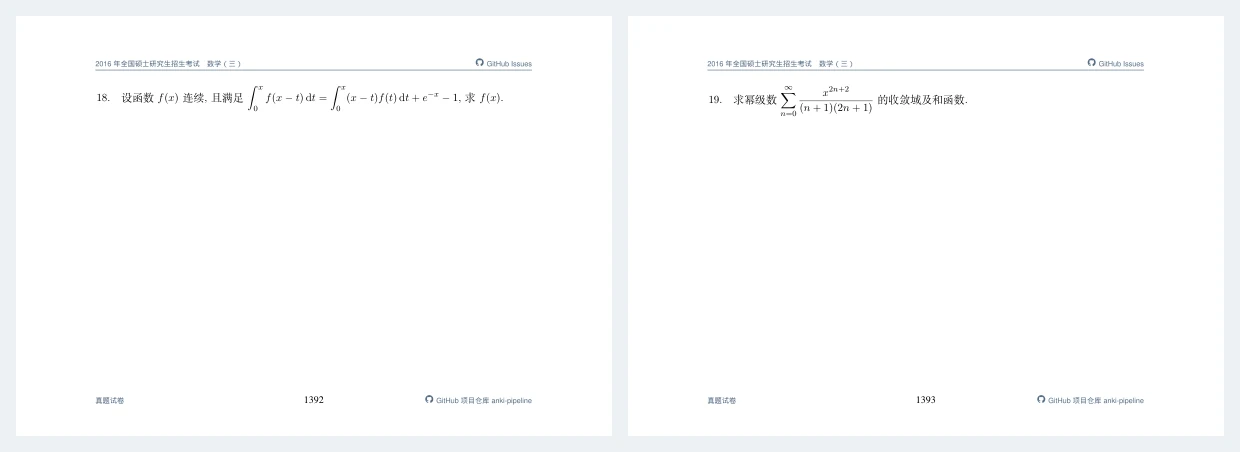 2016 年全国硕士研究生招生考试 数学（三） GitHub Issues
18. 设函数 f(x) 连续, 且满足 ∫_0^x f(x − t) dt = ∫_0^x (x − t)f(t) dt + e^{−x} − 1, 求 f(x).
真题试卷 1392 GitHub 项目仓库 anki-pipeline
2016 年全国硕士研究生招生考试 数学（三） GitHub Issues
19. 求幂级数 ∑_{n=0}^∞ x^{2n+2}/((n + 1)(2n + 1)) 的收敛域及和函数.
真题试卷 1393 GitHub 项目仓库 anki-pipeline